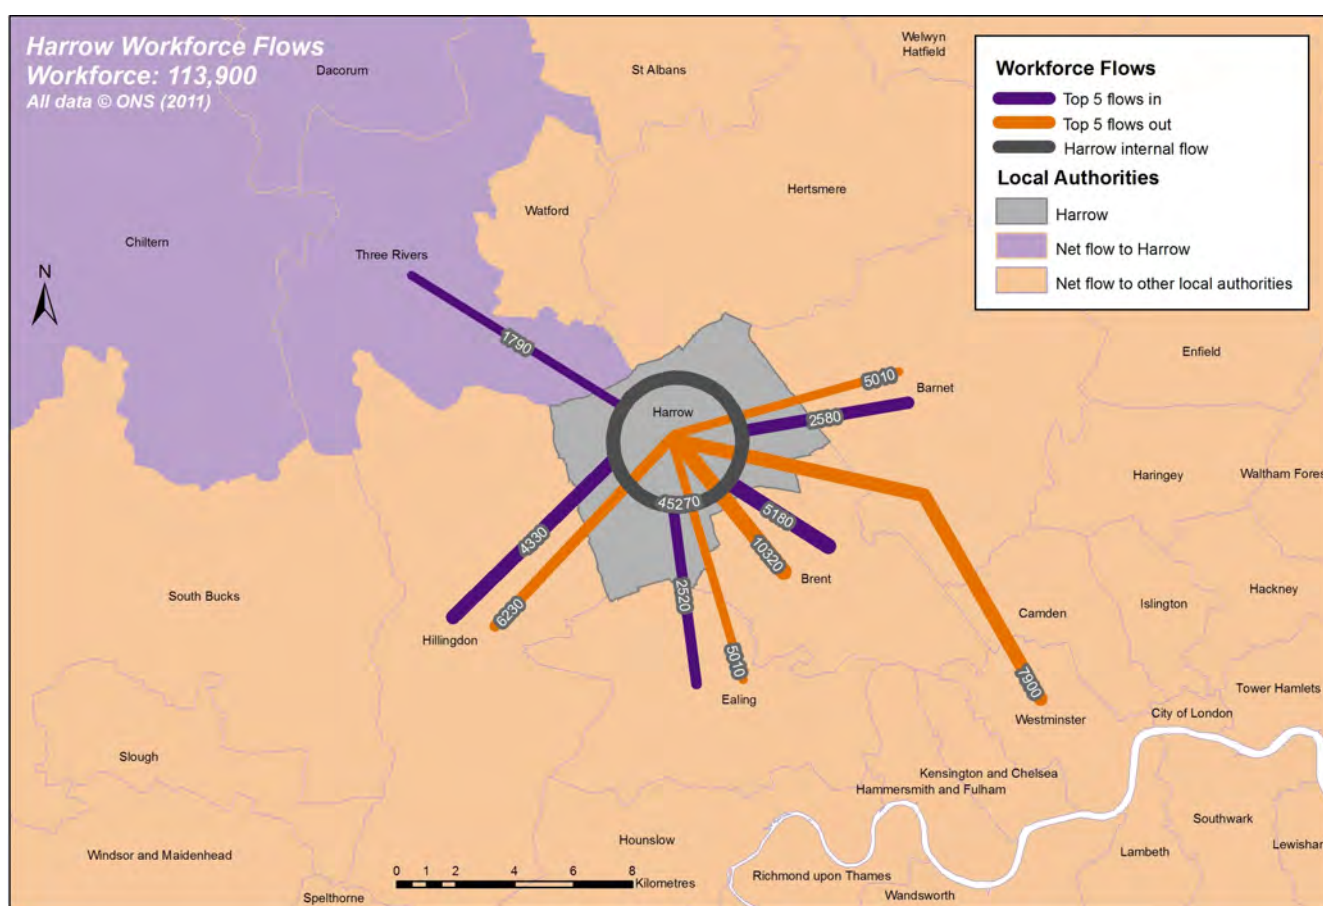 Harrow Workforce Flows
Workforce: 113,900
All data © ONS (2011)
Workforce Flows
Top 5 flows in
Top 5 flows out
Harrow internal flow
Local Authorities
Harrow
Net flow to Harrow
Net flow to other local authorities
Welwyn
Hatfield
Dacorum
St Albans
Hertsmere
Watford
Chiltern
Three Rivers
N
1790
Enfield
5010
Barnet
Harrow
2580
Haringey
Waltham Fores
45270
5180
4330
10320
Brent
South Bucks
2520
Hackney
Islington
Camden
6230
Hillingdon
5010
7900
Ealing
Tower Hamlets
City of London
Westminster
Slough
Kensington and Chelsea
Hammersmith and Fulham
Southwark
Hounslow
Lewisham
Lambeth
Windsor and Maidenhead
0 1 2 4 6 8
Kilometres
Richmond upon Thames
Wandsworth
Spelthorne